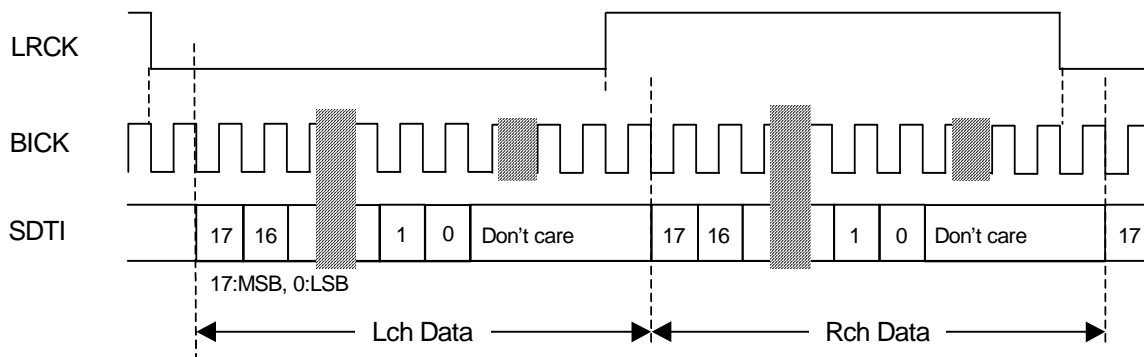 LRCK
BICK
SDTI
17 16 1 0 Don't care 17 16 1 0 Don't care 17
17:MSB, 0:LSB
Lch Data Rch Data